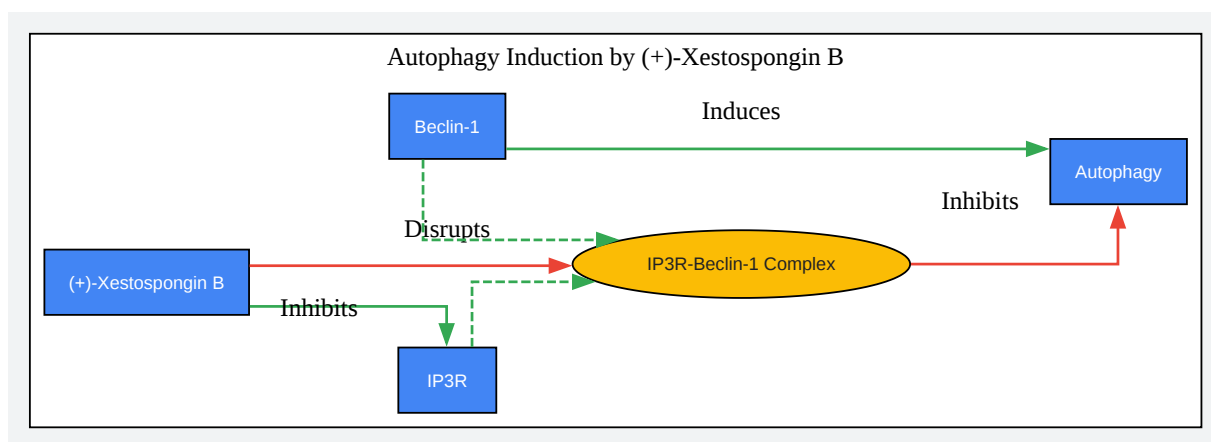 Autophagy Induction by (+)-Xestospongin B
Induces
Beclin-1
Autophagy
Inhibits
Disrupts
IP3R-Beclin-1 Complex
(+)-Xestospongin B
Inhibits
IP3R